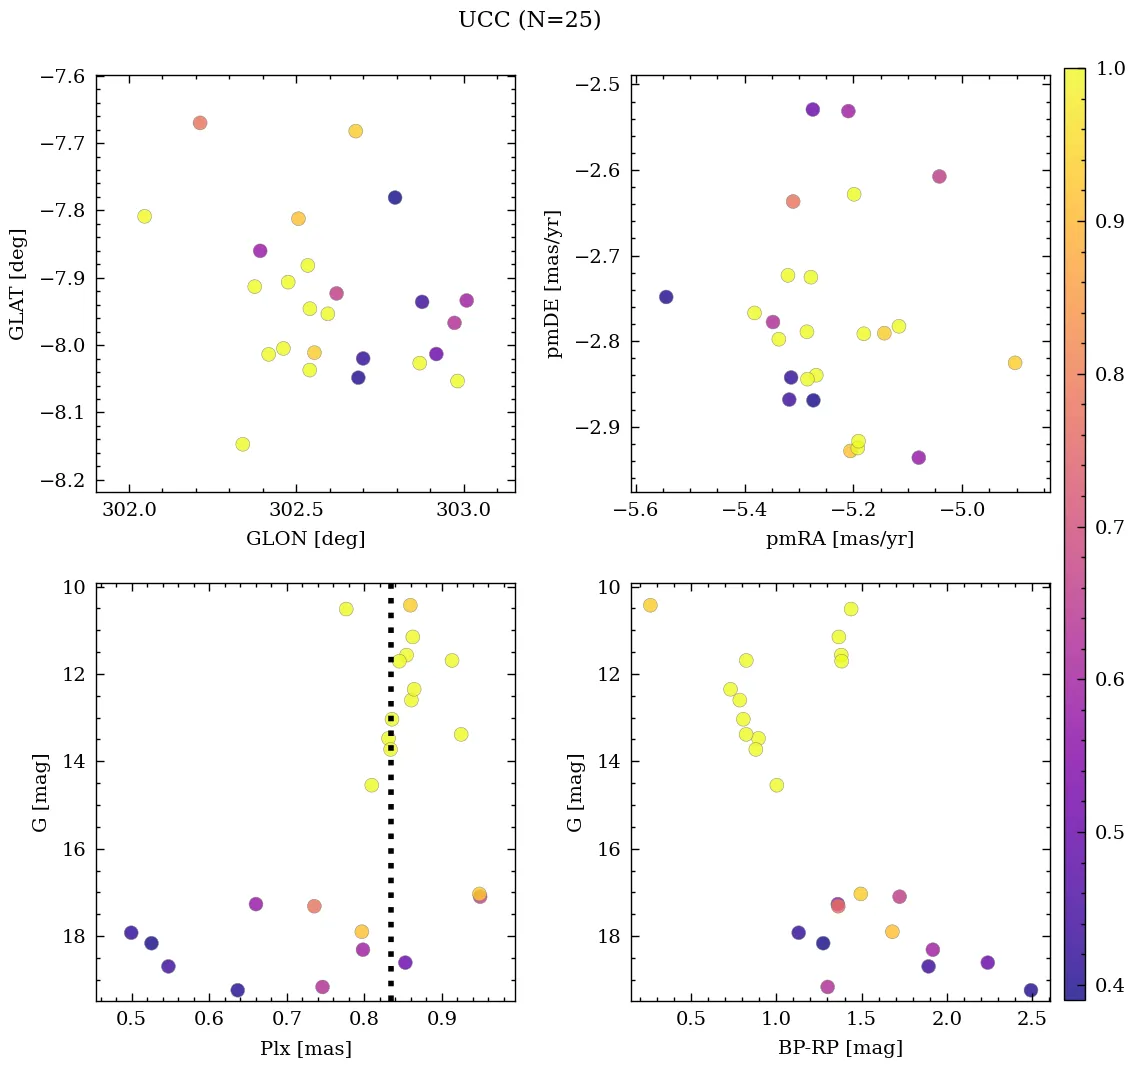 UCC (N=25)
−7.6
−7.7
−7.8
−7.9
−8.0
−8.1
−8.2
GLAT [deg]
302.0 302.5 303.0
GLON [deg]
−2.5
−2.6
−2.7
−2.8
−2.9
pmDE [mas/yr]
−5.6 −5.4 −5.2 −5.0
pmRA [mas/yr]
10
12
14
16
18
G [mag]
0.5 0.6 0.7 0.8 0.9
Plx [mas]
10
12
14
16
18
G [mag]
0.5 1.0 1.5 2.0 2.5
BP-RP [mag]
1.0
0.9
0.8
0.7
0.6
0.5
0.4